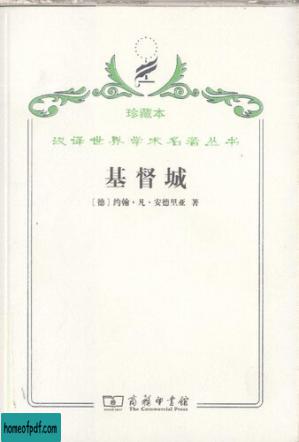 珍藏本
汉译世界学术名著丛书
基督城
［德］约翰·凡·安德里亚 著
商务印书馆
The Commercial Press
homeofpdf.com